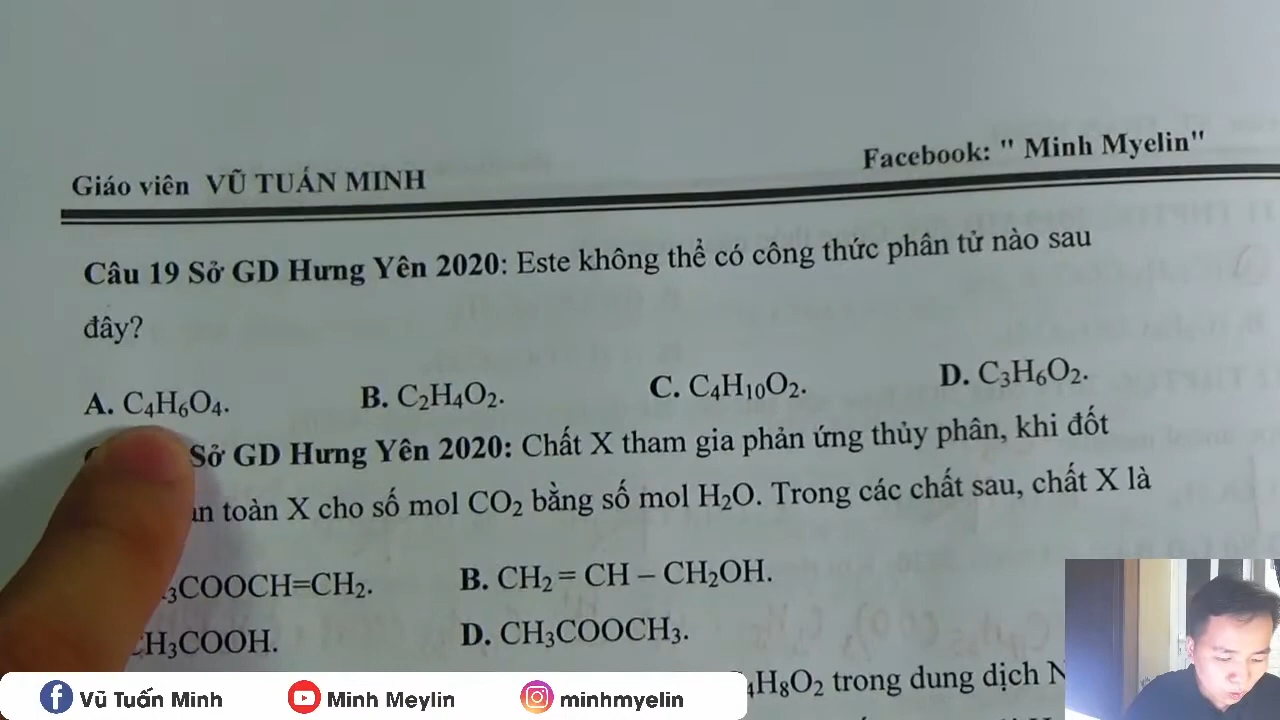 Giáo viên VŨ TUẤN MINH
Facebook: " Minh Myelin"
Câu 19 Sở GD Hưng Yên 2020: Este không thể có công thức phân tử nào sau
đây?
A. C₄H₆O₄. B. C₂H₄O₂. C. C₄H₁₀O₂. D. C₃H₆O₂.
Sở GD Hưng Yên 2020: Chất X tham gia phản ứng thủy phân, khi đốt
toàn X cho số mol CO₂ bằng số mol H₂O. Trong các chất sau, chất X là
₃COOCH=CH₂. B. CH₂ = CH – CH₂OH.
H₃COOH. D. CH₃COOCH₃.
₄H₈O₂ trong dung dịch N
Vũ Tuấn Minh Minh Meylin minhmyelin